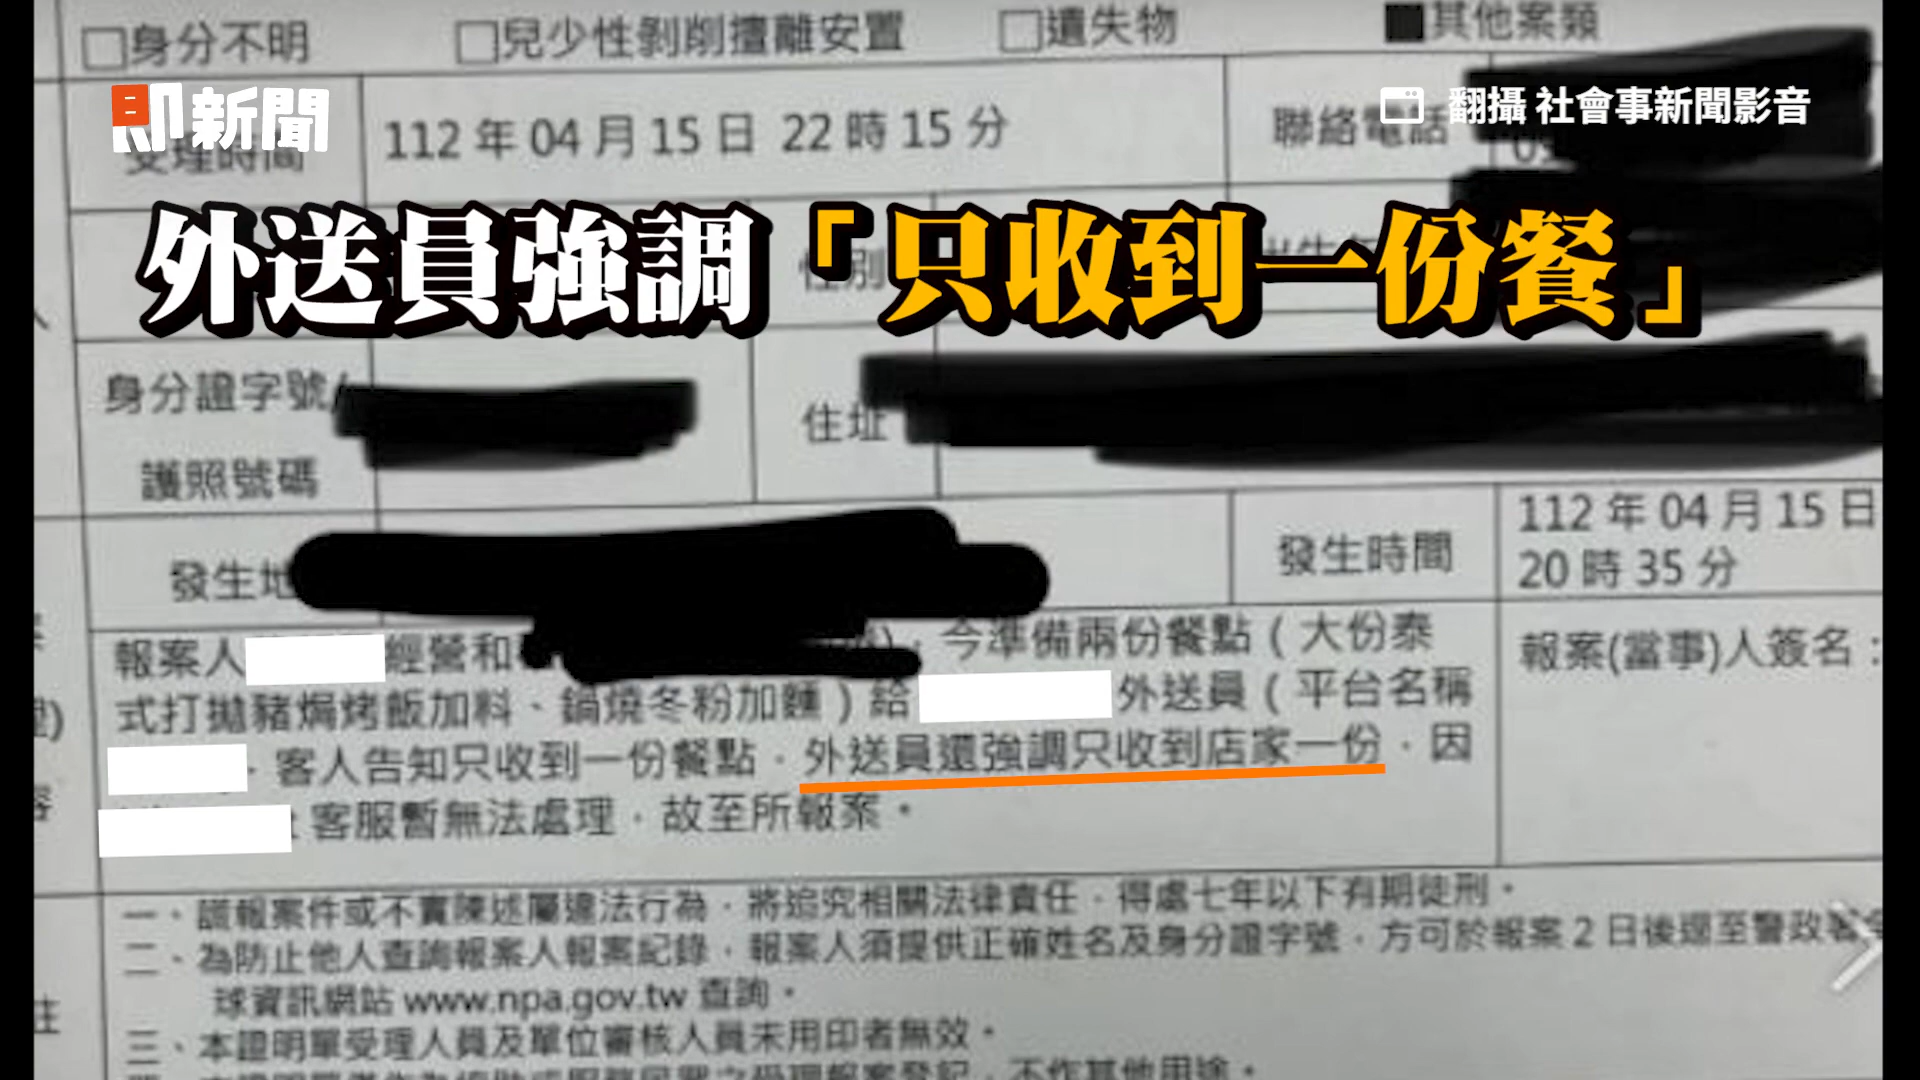 □身分不明 □兒少性剝削擅離安置 □遺失物 ■其他案類
即新聞
翻攝 社會事新聞影音
受理時間 112 年 04 月 15 日 22 時 15 分 聯絡電話
外送員強調「只收到一份餐」
性別
身分證字號/
護照號碼
住址
發生地
發生時間
112 年 04 月 15 日
20 時 35 分
報案人 經營和 今準備兩份餐點（大份泰
式打拋豬焗烤飯加料、鍋燒冬粉加麵）給 外送員（平台名稱
客人告知只收到一份餐點，外送員還強調只收到店家一份，因
客服暫無法處理，故至所報案。
報案(當事)人簽名：
一、謊報案件或不實陳述屬違法行為，將追究相關法律責任，得處七年以下有期徒刑。
二、為防止他人查詢報案人報案紀錄，報案人須提供正確姓名及身分證字號，方可於報案 2 日後迴至警政署全
球資訊網站 www.npa.gov.tw 查詢。
三、本證明單受理人員及單位審核人員未用印者無效。
不作其他用途。